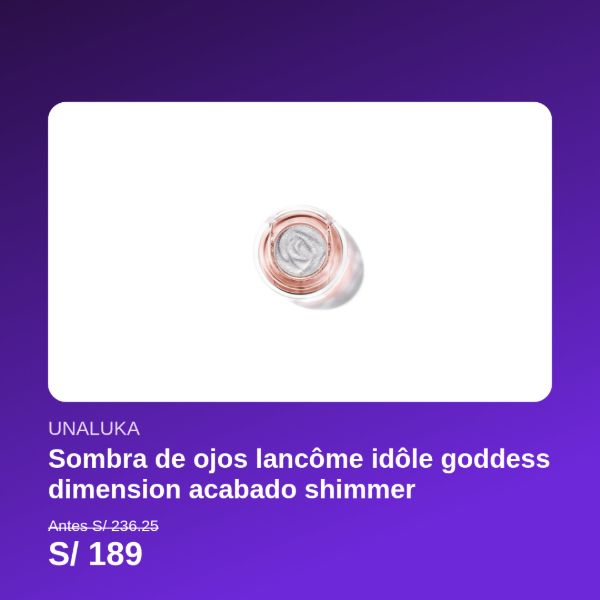 UNALUKA
Sombra de ojos lancôme idôle goddess
dimension acabado shimmer
Antes S/ 236.25
S/ 189